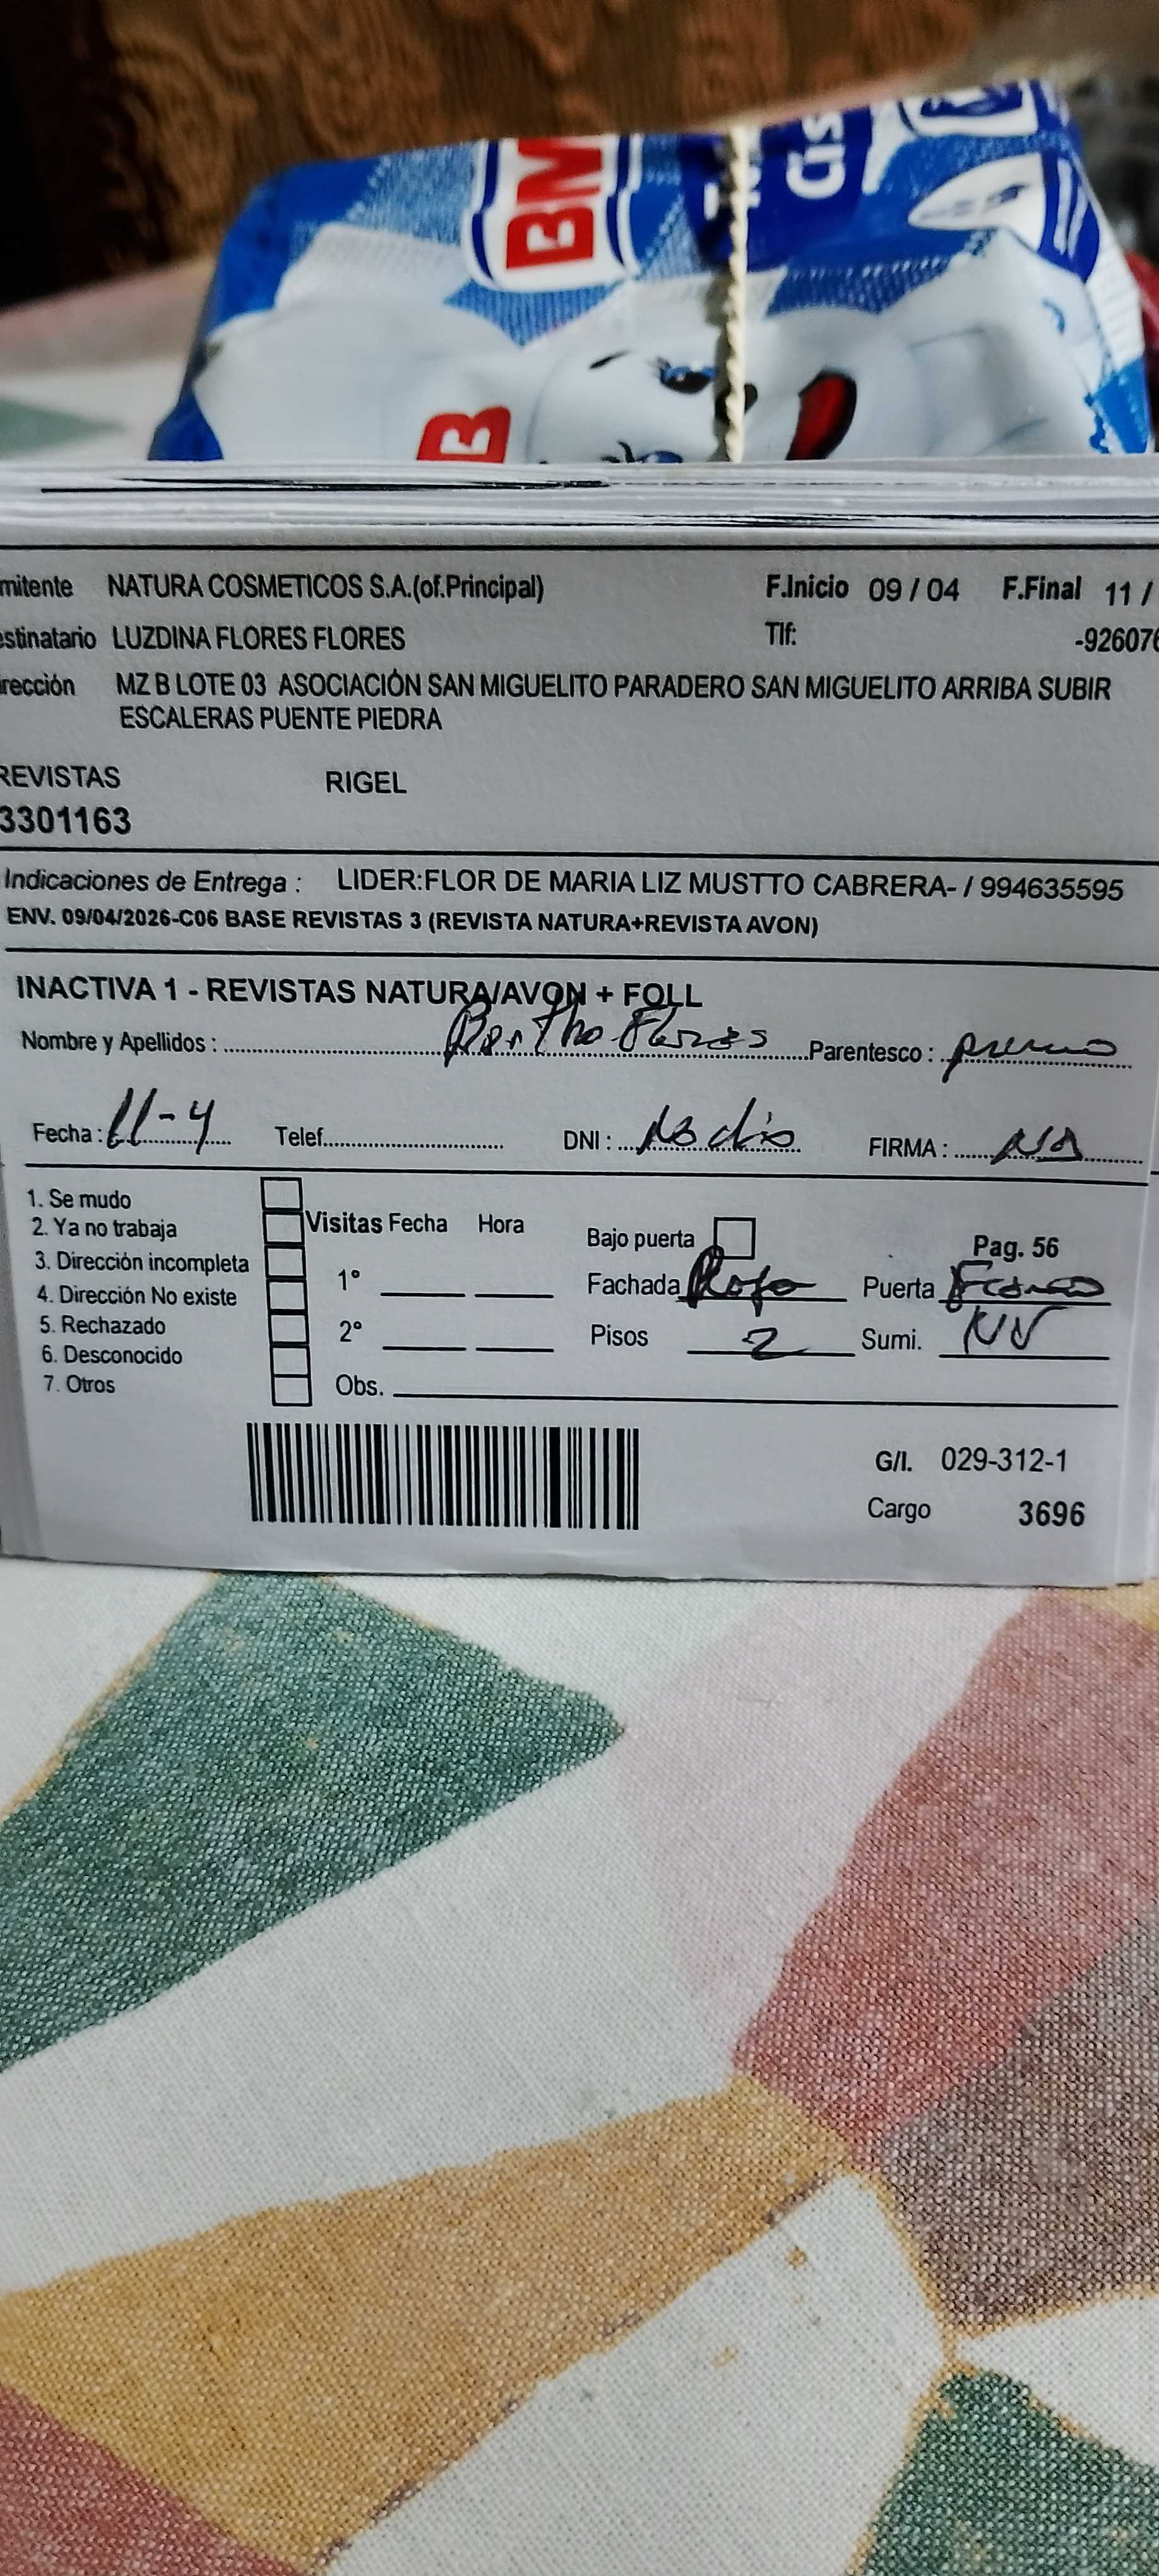 BM
B
mitente NATURA COSMETICOS S.A.(of.Principal) F.Inicio 09 / 04 F.Final 11 /
estinatario LUZDINA FLORES FLORES Tlf: -926076
irección MZ B LOTE 03 ASOCIACIÓN SAN MIGUELITO PARADERO SAN MIGUELITO ARRIBA SUBIR
ESCALERAS PUENTE PIEDRA
REVISTAS RIGEL
3301163
Indicaciones de Entrega : LIDER:FLOR DE MARIA LIZ MUSTTO CABRERA- / 994635595
ENV. 09/04/2026-C06 BASE REVISTAS 3 (REVISTA NATURA+REVISTA AVON)
INACTIVA 1 - REVISTAS NATURA/AVON + FOLL
Nombre y Apellidos : Bertha Flores Parentesco :
Fecha : 11-4 Telef. DNI : No dio FIRMA :
1. Se mudo
2. Ya no trabaja Visitas Fecha Hora Bajo puerta
3. Dirección incompleta Pag. 56
4. Dirección No existe 1° Fachada Puerta
5. Rechazado 2° Pisos 2 Sumi.
6. Desconocido
7. Otros Obs.
G/I. 029-312-1
Cargo 3696